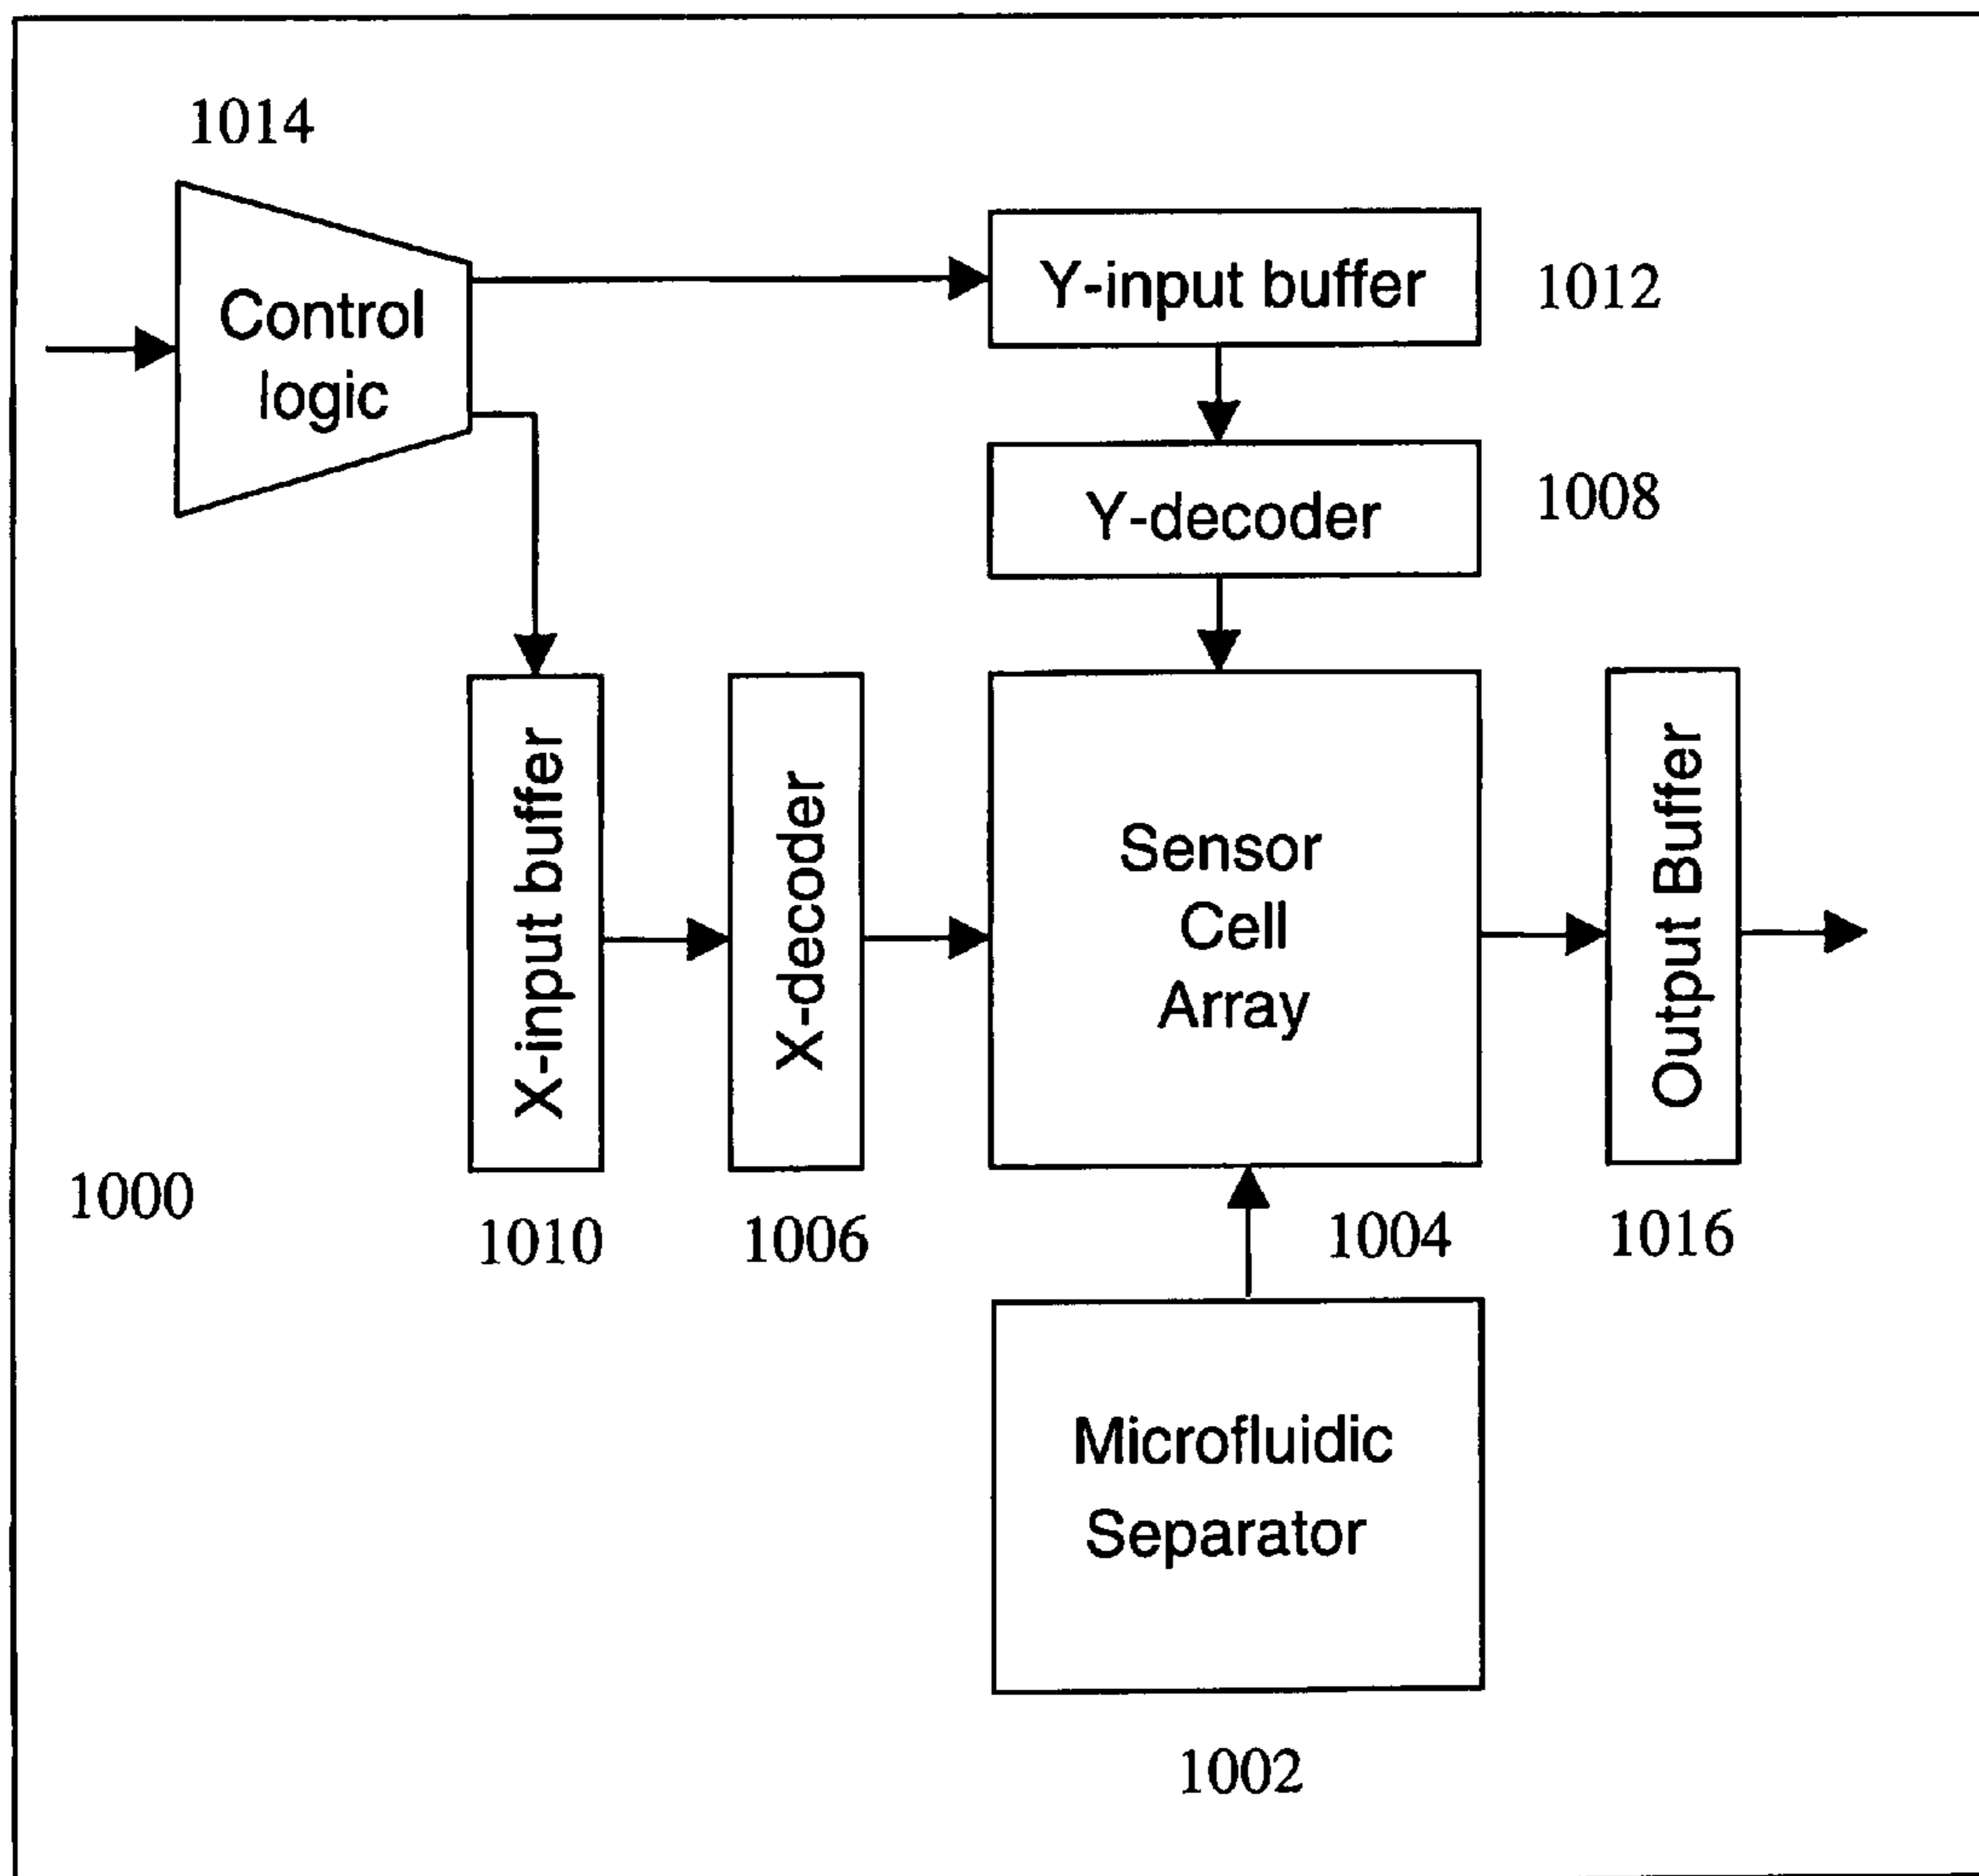 1014
Control
logic
Y-input buffer
1012
Y-decoder
1008
X-input buffer
X-decoder
Sensor
Cell
Array
Output Buffer
1000
1010
1006
1004
1016
Microfluidic
Separator
1002